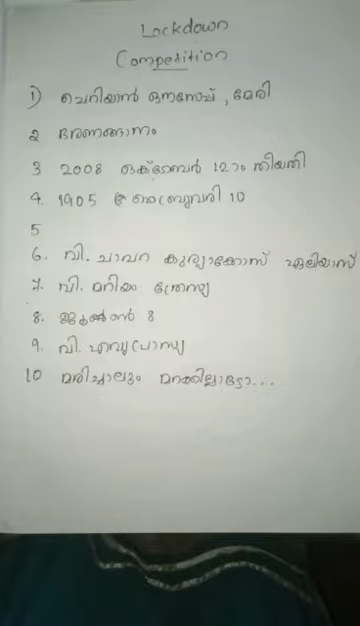 Lockdown
Competition
1) ചെറിയാൻ ഔസേപ്പ്, മേരി
2 ഭരണങ്ങാനം
3 2008 ഒക്ടോബർ 12ാം തീയതി
4. 1905 ഫെബ്രുവരി 10
5
6. വി. ചാവറ കുര്യാക്കോസ് ഏലിയാസ്
7. വി. മറിയം ത്രേസ്യ
8. ജൂൺ 8
9. വി. എവുപ്രാസ്യ
10 മരിച്ചാലും മറക്കില്ലാട്ടോ...